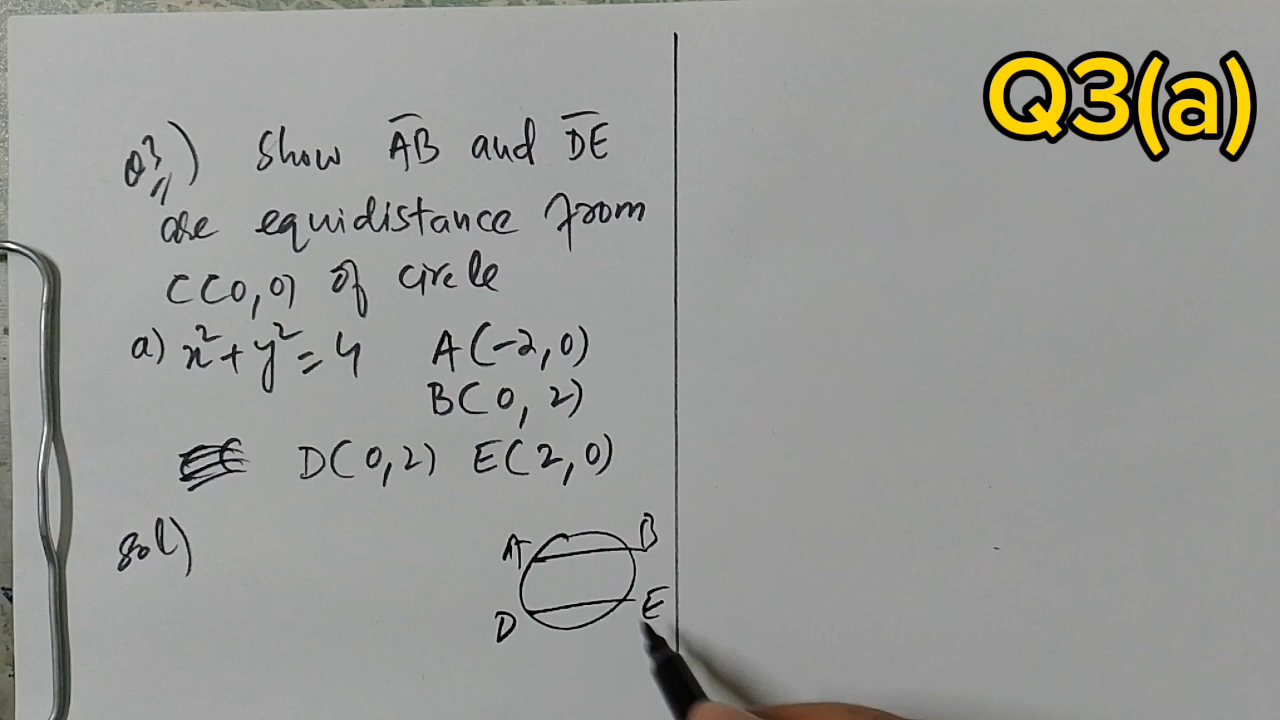 Q3(a)
Q3) Show AB and DE
are equidistance from
C(0,0) of circle
a) x²+y²=4 A(-2,0)
B(0,2)
D(0,2) E(2,0)
Sol)
A B
D E